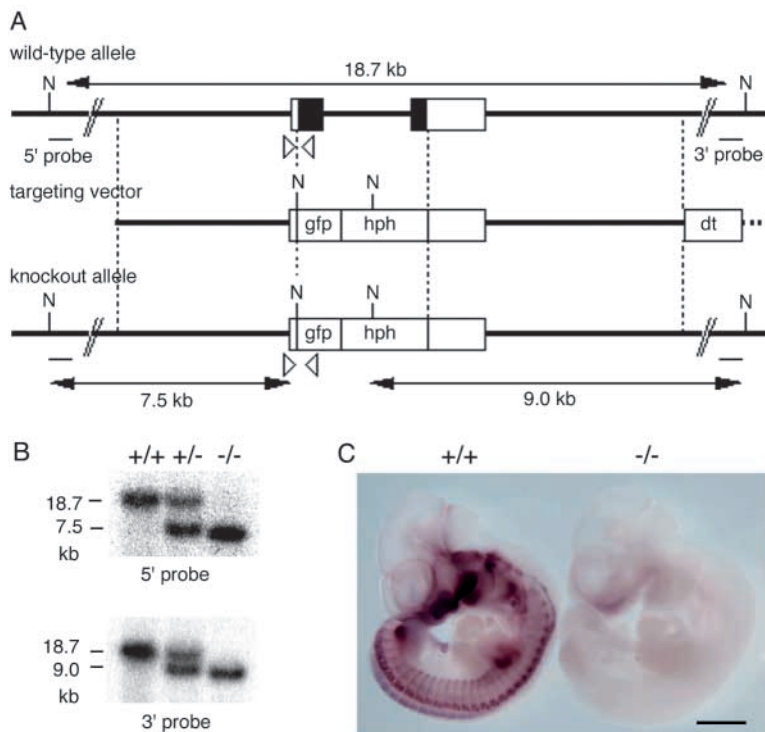 A
wild-type allele
18.7 kb
N N
5' probe 3' probe
targeting vector
N N
gfp hph dt
knockout allele
N N N N
gfp hph
7.5 kb 9.0 kb
B
+/+ +/- -/-
18.7
7.5
kb
5' probe
18.7
9.0
kb
3' probe
C
+/+ -/-